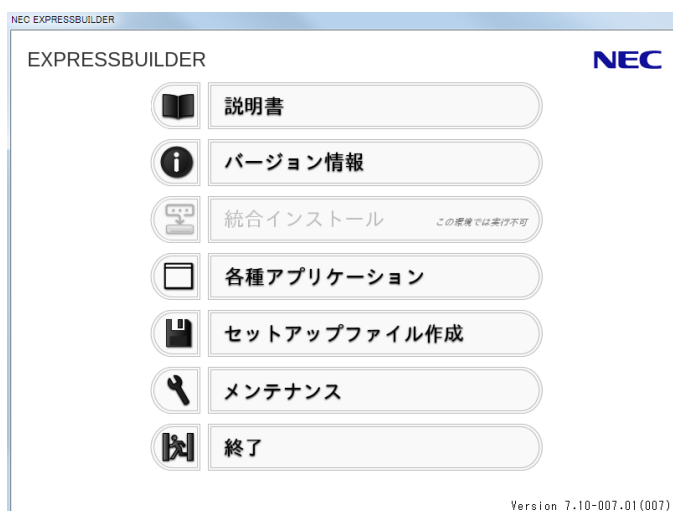 NEC EXPRESSBUILDER
EXPRESSBUILDER
NEC
説明書
バージョン情報
統合インストール この環境では実行不可
各種アプリケーション
セットアップファイル作成
メンテナンス
終了
Version 7.10-007.01(007)